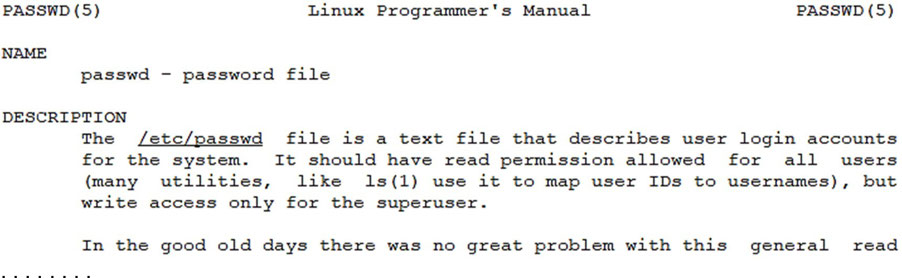 PASSWD(5) Linux Programmer's Manual PASSWD(5)
NAME
passwd - password file
DESCRIPTION
The /etc/passwd file is a text file that describes user login accounts
for the system. It should have read permission allowed for all users
(many utilities, like ls(1) use it to map user IDs to usernames), but
write access only for the superuser.
In the good old days there was no great problem with this general read
........